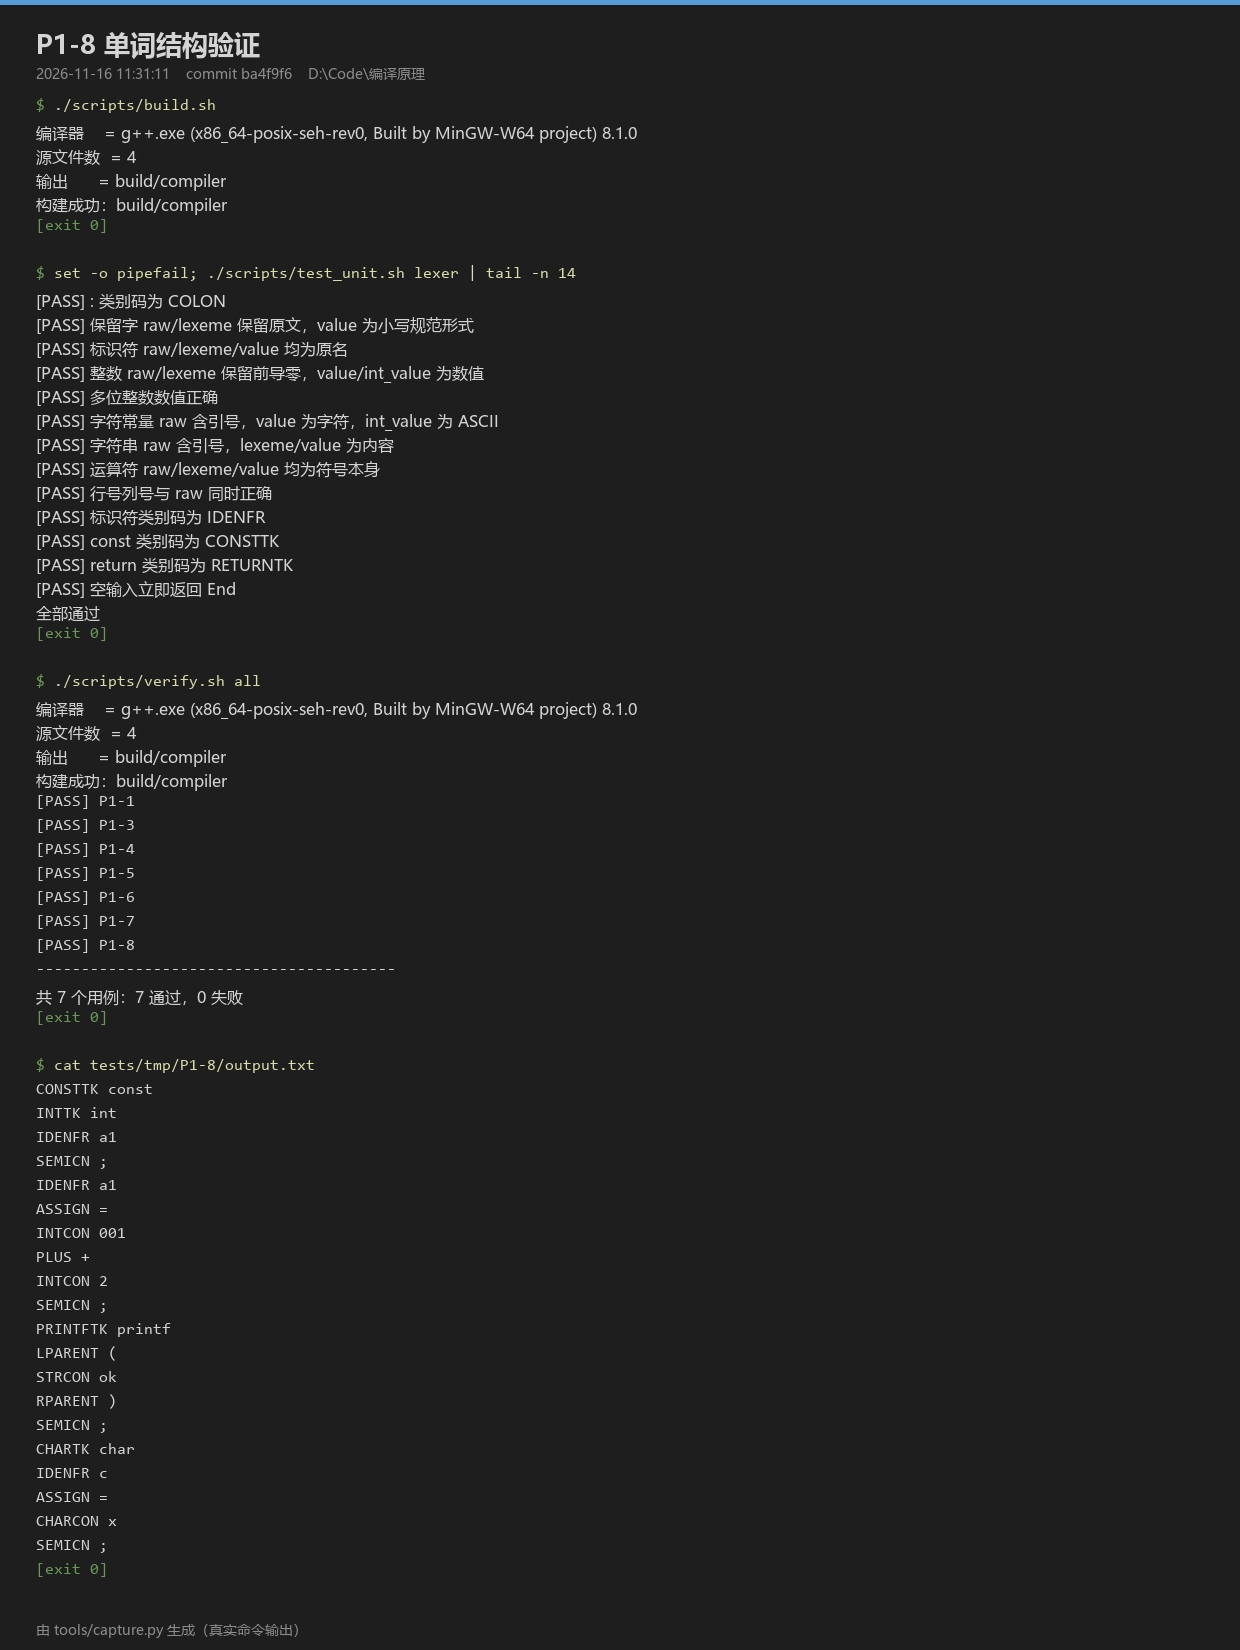 P1-8 单词结构验证
2026-11-16 11:31:11 commit ba4f9f6 D:\Code\编译原理
$ ./scripts/build.sh
编译器 = g++.exe (x86_64-posix-seh-rev0, Built by MinGW-W64 project) 8.1.0
源文件数 = 4
输出 = build/compiler
构建成功：build/compiler
[exit 0]
$ set -o pipefail; ./scripts/test_unit.sh lexer | tail -n 14
[PASS] : 类别码为 COLON
[PASS] 保留字 raw/lexeme 保留原文，value 为小写规范形式
[PASS] 标识符 raw/lexeme/value 均为原名
[PASS] 整数 raw/lexeme 保留前导零，value/int_value 为数值
[PASS] 多位整数数值正确
[PASS] 字符常量 raw 含引号，value 为字符，int_value 为 ASCII
[PASS] 字符串 raw 含引号，lexeme/value 为内容
[PASS] 运算符 raw/lexeme/value 均为符号本身
[PASS] 行号列号与 raw 同时正确
[PASS] 标识符类别码为 IDENFR
[PASS] const 类别码为 CONSTTK
[PASS] return 类别码为 RETURNTK
[PASS] 空输入立即返回 End
全部通过
[exit 0]
$ ./scripts/verify.sh all
编译器 = g++.exe (x86_64-posix-seh-rev0, Built by MinGW-W64 project) 8.1.0
源文件数 = 4
输出 = build/compiler
构建成功：build/compiler
[PASS] P1-1
[PASS] P1-3
[PASS] P1-4
[PASS] P1-5
[PASS] P1-6
[PASS] P1-7
[PASS] P1-8
----------------------------------------
共 7 个用例：7 通过，0 失败
[exit 0]
$ cat tests/tmp/P1-8/output.txt
CONSTTK const
INTTK int
IDENFR a1
SEMICN ;
IDENFR a1
ASSIGN =
INTCON 001
PLUS +
INTCON 2
SEMICN ;
PRINTFTK printf
LPARENT (
STRCON ok
RPARENT )
SEMICN ;
CHARTK char
IDENFR c
ASSIGN =
CHARCON x
SEMICN ;
[exit 0]
由 tools/capture.py 生成（真实命令输出）